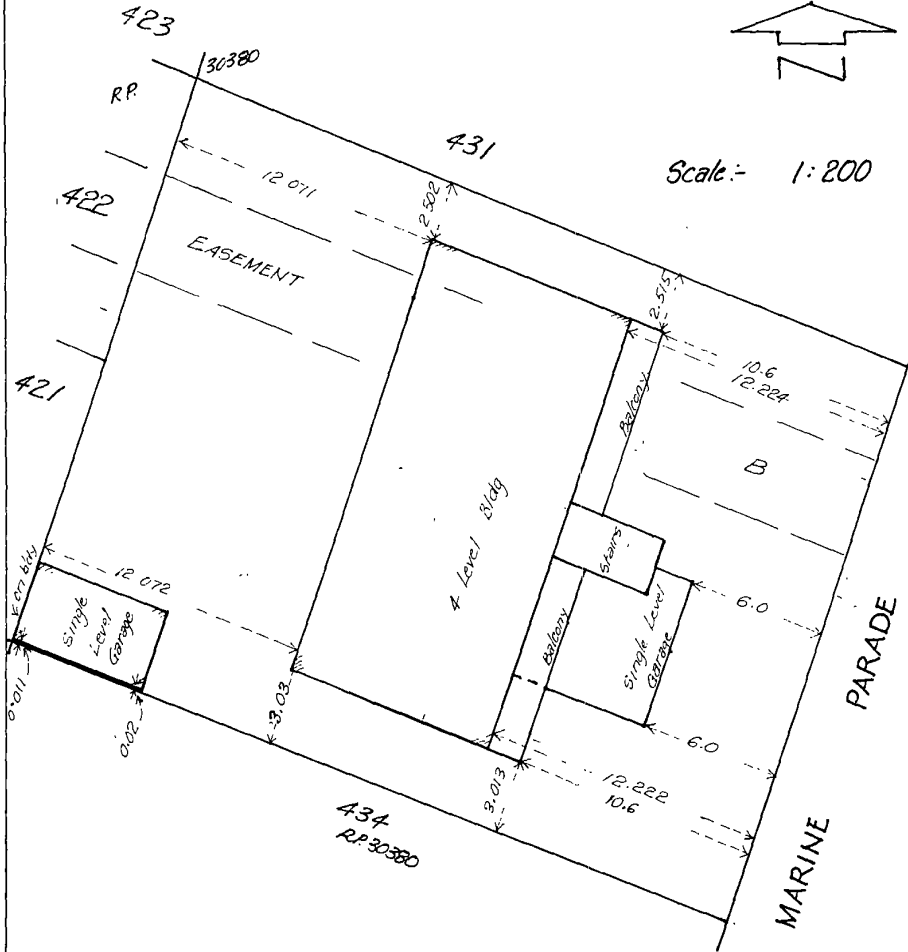 423
30380
R.P.
N
431
Scale:- 1:200
12 071
2 502
422
EASEMENT
2.515
10.6
12.224
421
Balcony
B
4 Level Bldg
Stairs
on bdy
12 072
Single
Level
Garage
6.0
Single Level
Garage
Balcony
PARADE
0.011
0.02
3.03
6.0
3.013
12.222
10.6
434
R.P. 30380
MARINE